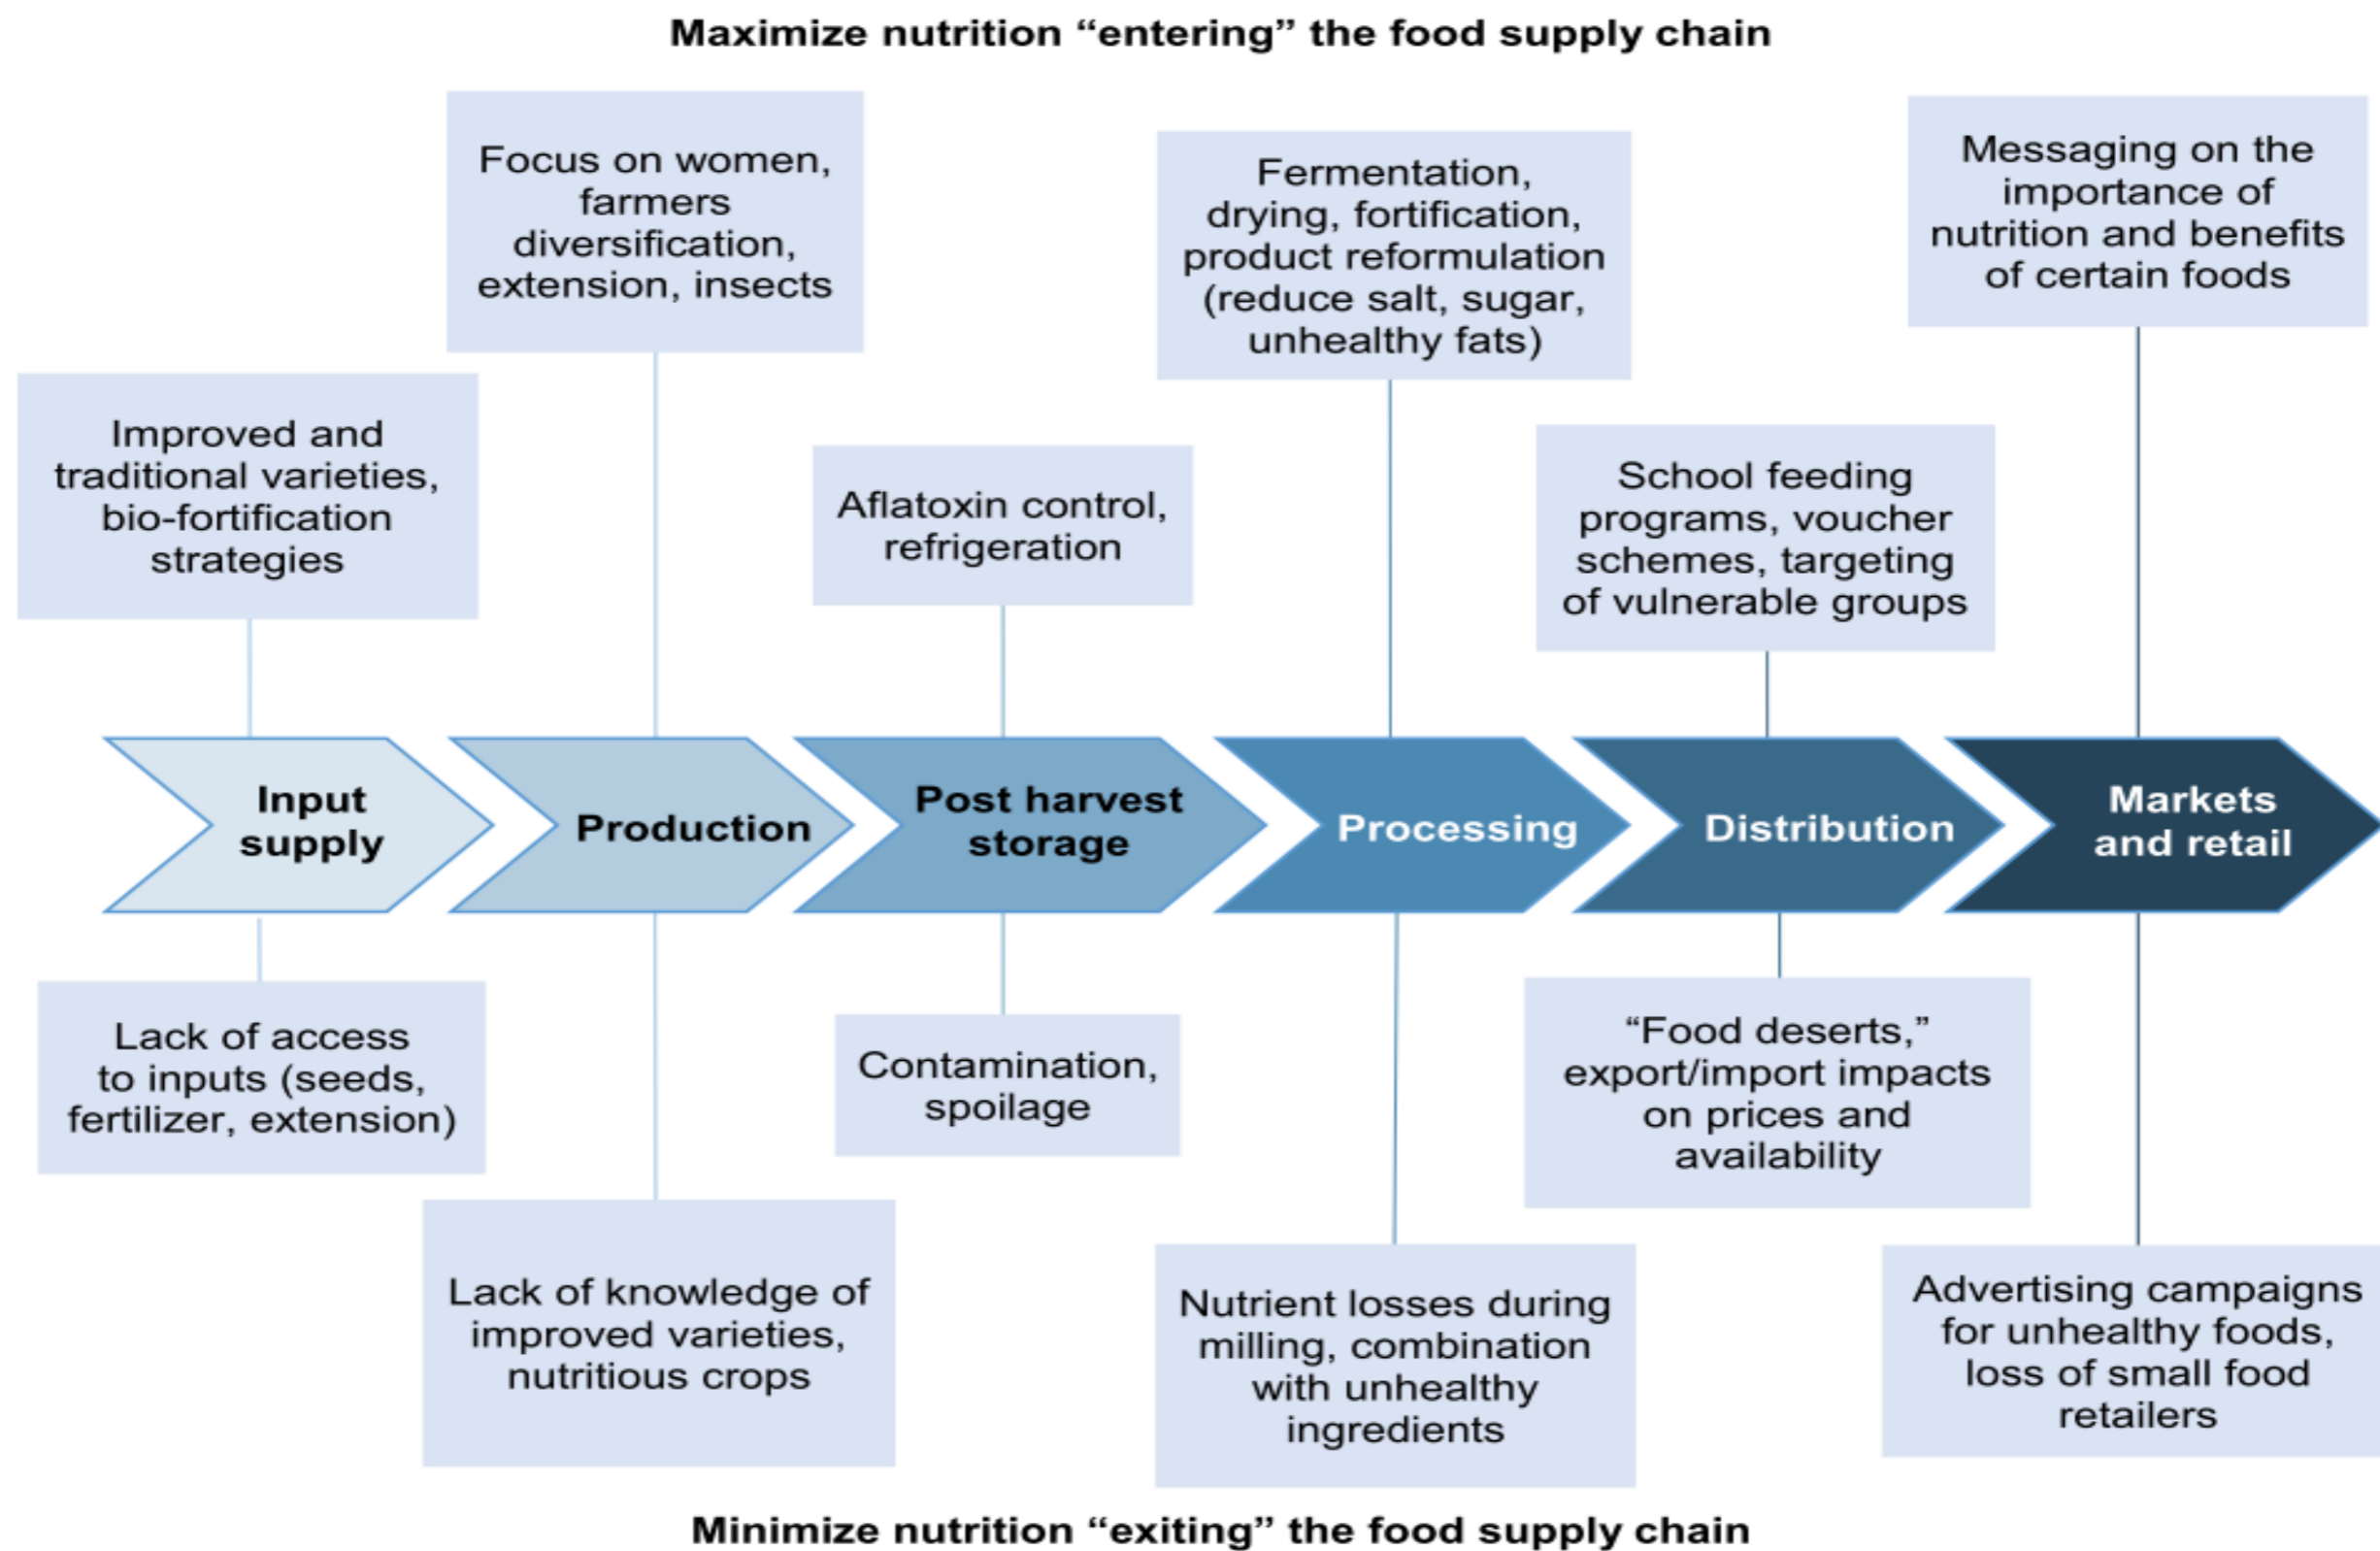 Maximize nutrition “entering” the food supply chain
Focus on women,
farmers
diversification,
extension, insects
Fermentation,
drying, fortification,
product reformulation
(reduce salt, sugar,
unhealthy fats)
Messaging on the
importance of
nutrition and benefits
of certain foods
Improved and
traditional varieties,
bio-fortification
strategies
Aflatoxin control,
refrigeration
School feeding
programs, voucher
schemes, targeting
of vulnerable groups
Input
supply
Production
Post harvest
storage
Processing
Distribution
Markets
and retail
Lack of access
to inputs (seeds,
fertilizer, extension)
Contamination,
spoilage
“Food deserts,”
export/import impacts
on prices and
availability
Lack of knowledge of
improved varieties,
nutritious crops
Nutrient losses during
milling, combination
with unhealthy
ingredients
Advertising campaigns
for unhealthy foods,
loss of small food
retailers
Minimize nutrition “exiting” the food supply chain